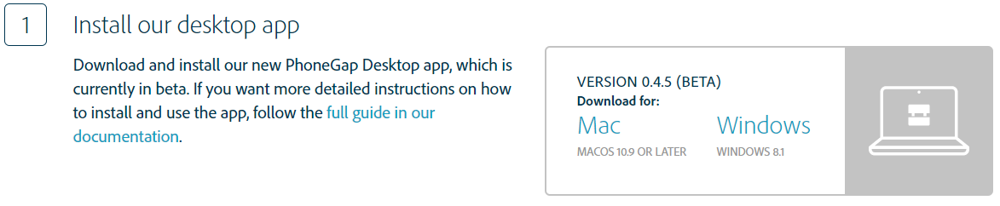 1
Install our desktop app
Download and install our new PhoneGap Desktop app, which is
currently in beta. If you want more detailed instructions on how
to install and use the app, follow the full guide in our
documentation.
VERSION 0.4.5 (BETA)
Download for:
Mac
MACOS 10.9 OR LATER
Windows
WINDOWS 8.1